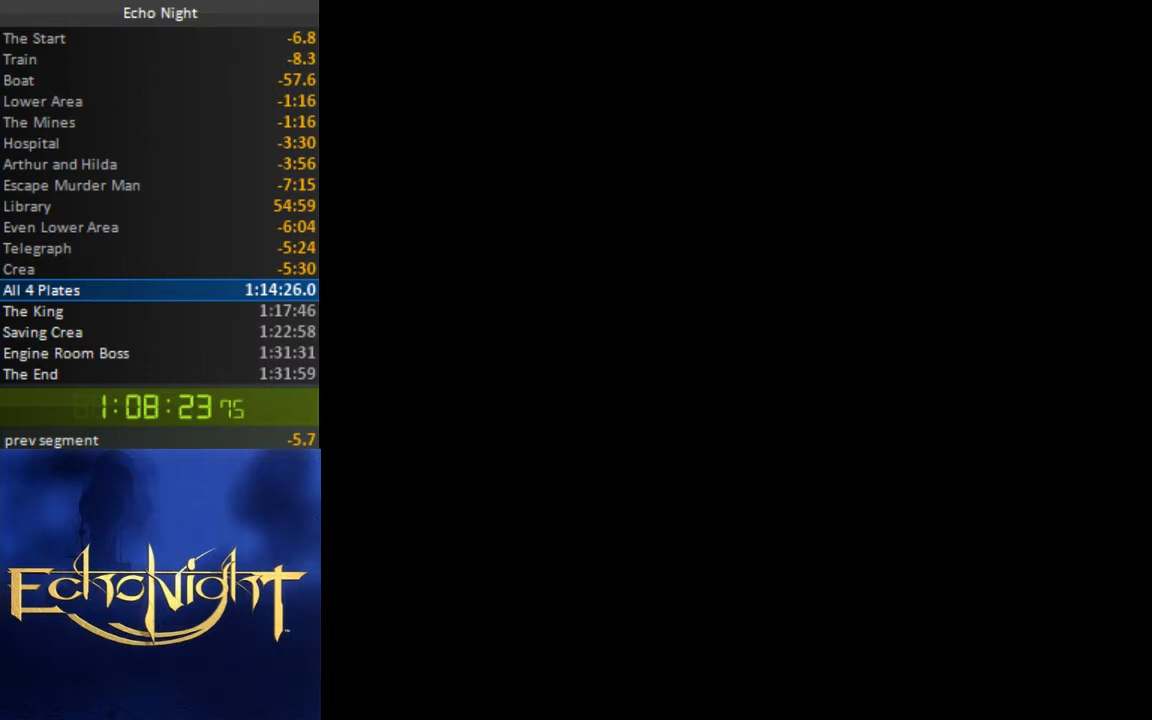 Echo Night
The Start -6.8
Train -8.3
Boat -57.6
Lower Area -1:16
The Mines -1:16
Hospital -3:30
Arthur and Hilda -3:56
Escape Murder Man -7:15
Library 54:59
Even Lower Area -6:04
Telegraph -5:24
Crea -5:30
All 4 Plates 1:14:26.0
The King 1:17:46
Saving Crea 1:22:58
Engine Room Boss 1:31:31
The End 1:31:59
1:08:23 75
prev segment -5.7
EchoNight
™